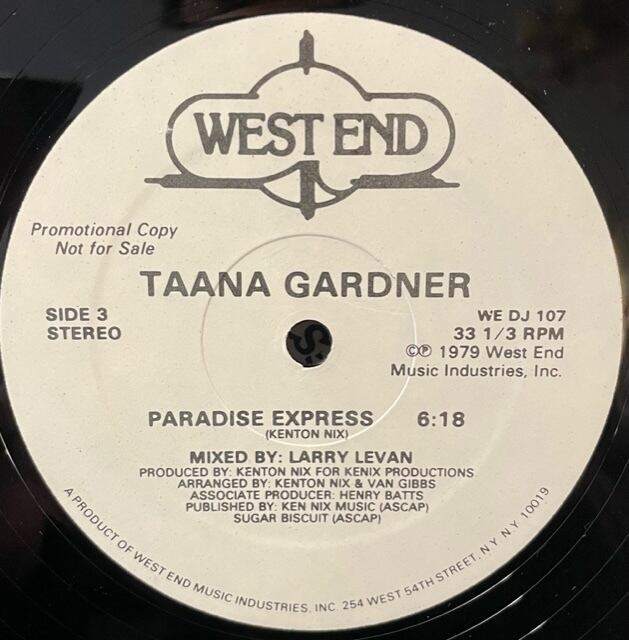 WEST END
Promotional Copy
Not for Sale
TAANA GARDNER
SIDE 3
STEREO
WE DJ 107
33 1/3 RPM
©℗ 1979 West End
Music Industries, Inc.
PARADISE EXPRESS 6:18
(KENTON NIX)
MIXED BY: LARRY LEVAN
PRODUCED BY: KENTON NIX FOR KENIX PRODUCTIONS
ARRANGED BY: KENTON NIX & VAN GIBBS
ASSOCIATE PRODUCER: HENRY BATTS
PUBLISHED BY: KEN NIX MUSIC (ASCAP)
SUGAR BISCUIT (ASCAP)
A PRODUCT OF WEST END MUSIC INDUSTRIES, INC. 254 WEST 54TH STREET, N.Y. N.Y. 10019